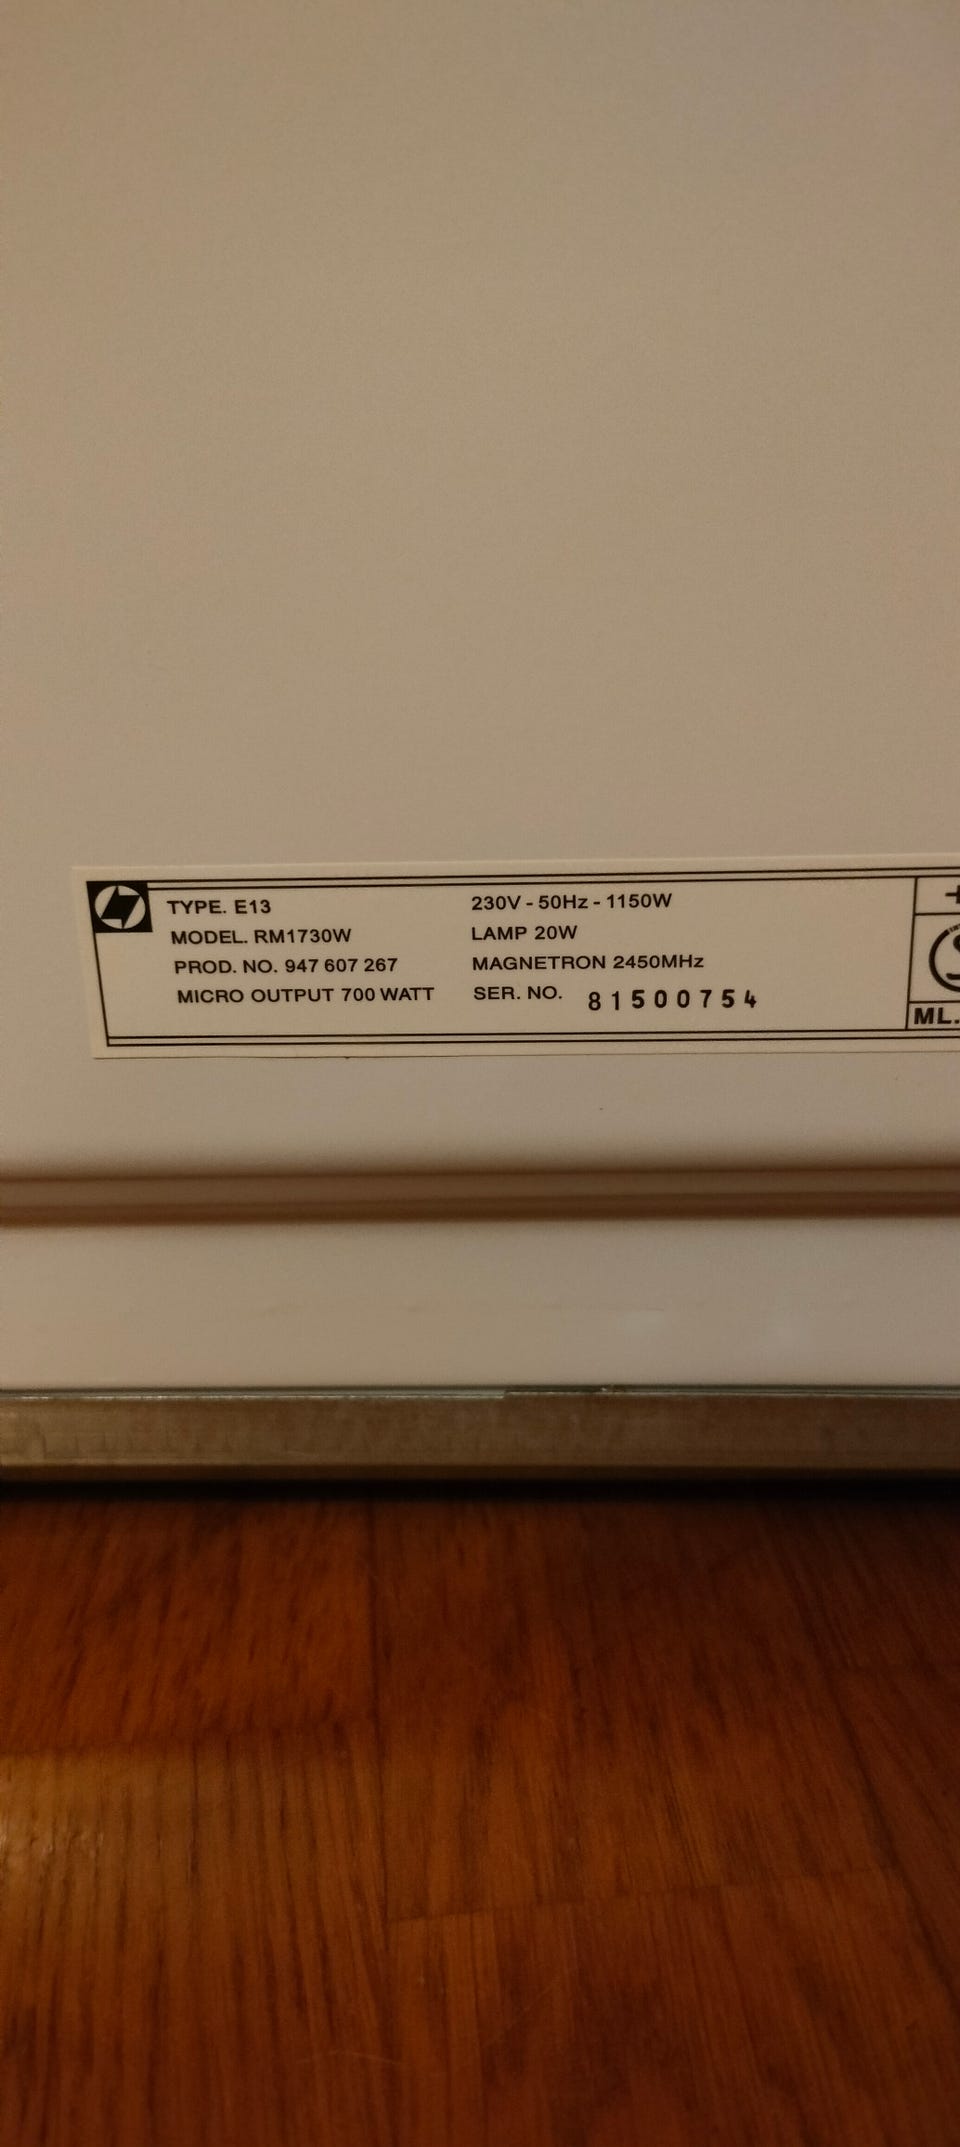 TYPE. E13
MODEL. RM1730W
PROD. NO. 947 607 267
MICRO OUTPUT 700 WATT
230V - 50Hz - 1150W
LAMP 20W
MAGNETRON 2450MHz
SER. NO. 81500754
ML.